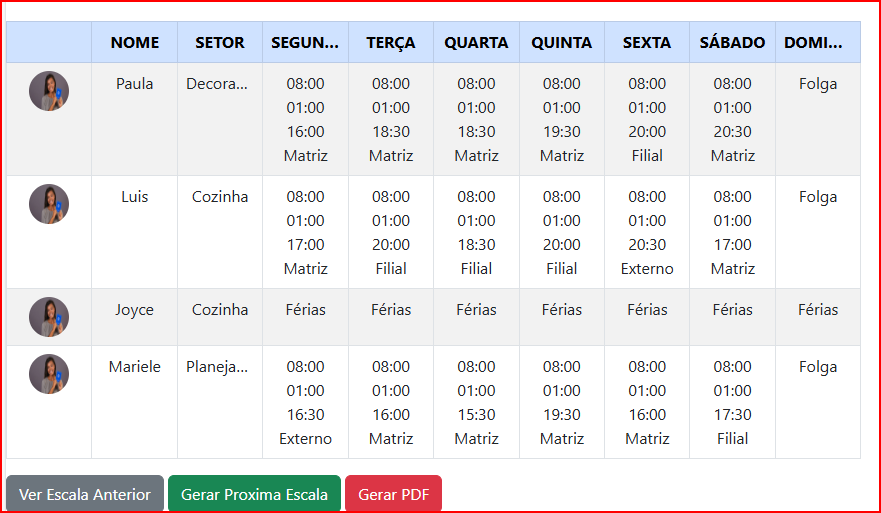 NOME SETOR SEGUN... TERÇA QUARTA QUINTA SEXTA SÁBADO DOMI...
Paula Decora... 08:00 08:00 08:00 08:00 08:00 08:00 Folga
01:00 01:00 01:00 01:00 01:00 01:00
16:00 18:30 18:30 19:30 20:00 20:30
Matriz Matriz Matriz Matriz Filial Matriz
Luis Cozinha 08:00 08:00 08:00 08:00 08:00 08:00 Folga
01:00 01:00 01:00 01:00 01:00 01:00
17:00 20:00 18:30 20:00 20:30 17:00
Matriz Filial Filial Filial Externo Matriz
Joyce Cozinha Férias Férias Férias Férias Férias Férias Férias
Mariele Planeja... 08:00 08:00 08:00 08:00 08:00 08:00 Folga
01:00 01:00 01:00 01:00 01:00 01:00
16:30 16:00 15:30 19:30 16:00 17:30
Externo Matriz Matriz Matriz Matriz Filial
Ver Escala Anterior Gerar Proxima Escala Gerar PDF